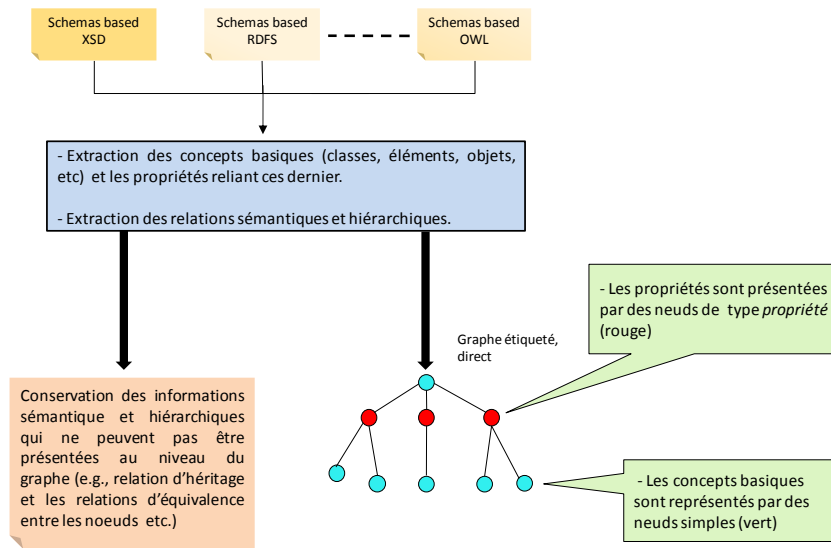 Schemas based
XSD
Schemas based
RDFS
Schemas based
OWL
- Extraction des concepts basiques (classes, éléments, objets,
etc) et les propriétés reliant ces dernier.
- Extraction des relations sémantiques et hiérarchiques.
- Les propriétés sont présentées
par des neuds de type propriété
(rouge)
Graphe étiqueté,
direct
Conservation des informations
sémantique et hiérarchiques
qui ne peuvent pas être
présentées au niveau du
graphe (e.g., relation d’héritage
et les relations d’équivalence
entre les noeuds etc.)
- Les concepts basiques
sont représentés par des
neuds simples (vert)